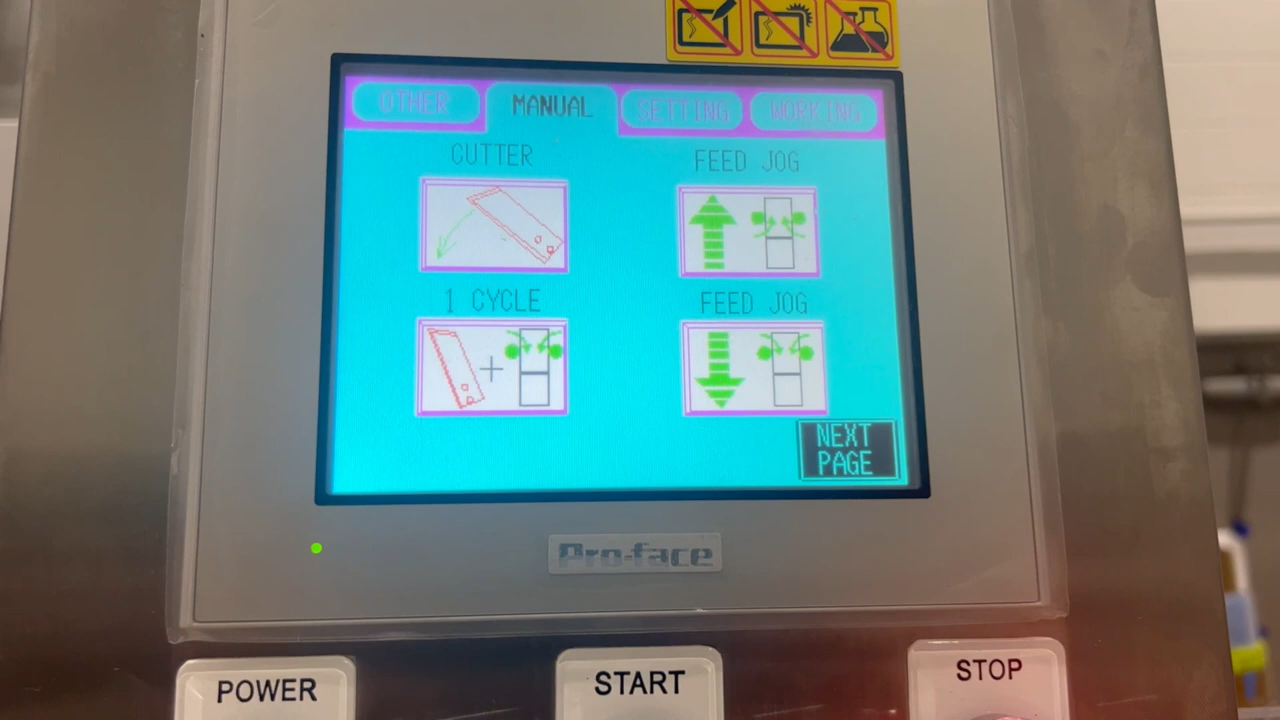 OTHER MANUAL SETTING WORKING
CUTTER FEED JOG
1 CYCLE FEED JOG
NEXT
PAGE
Pro-face
POWER START STOP